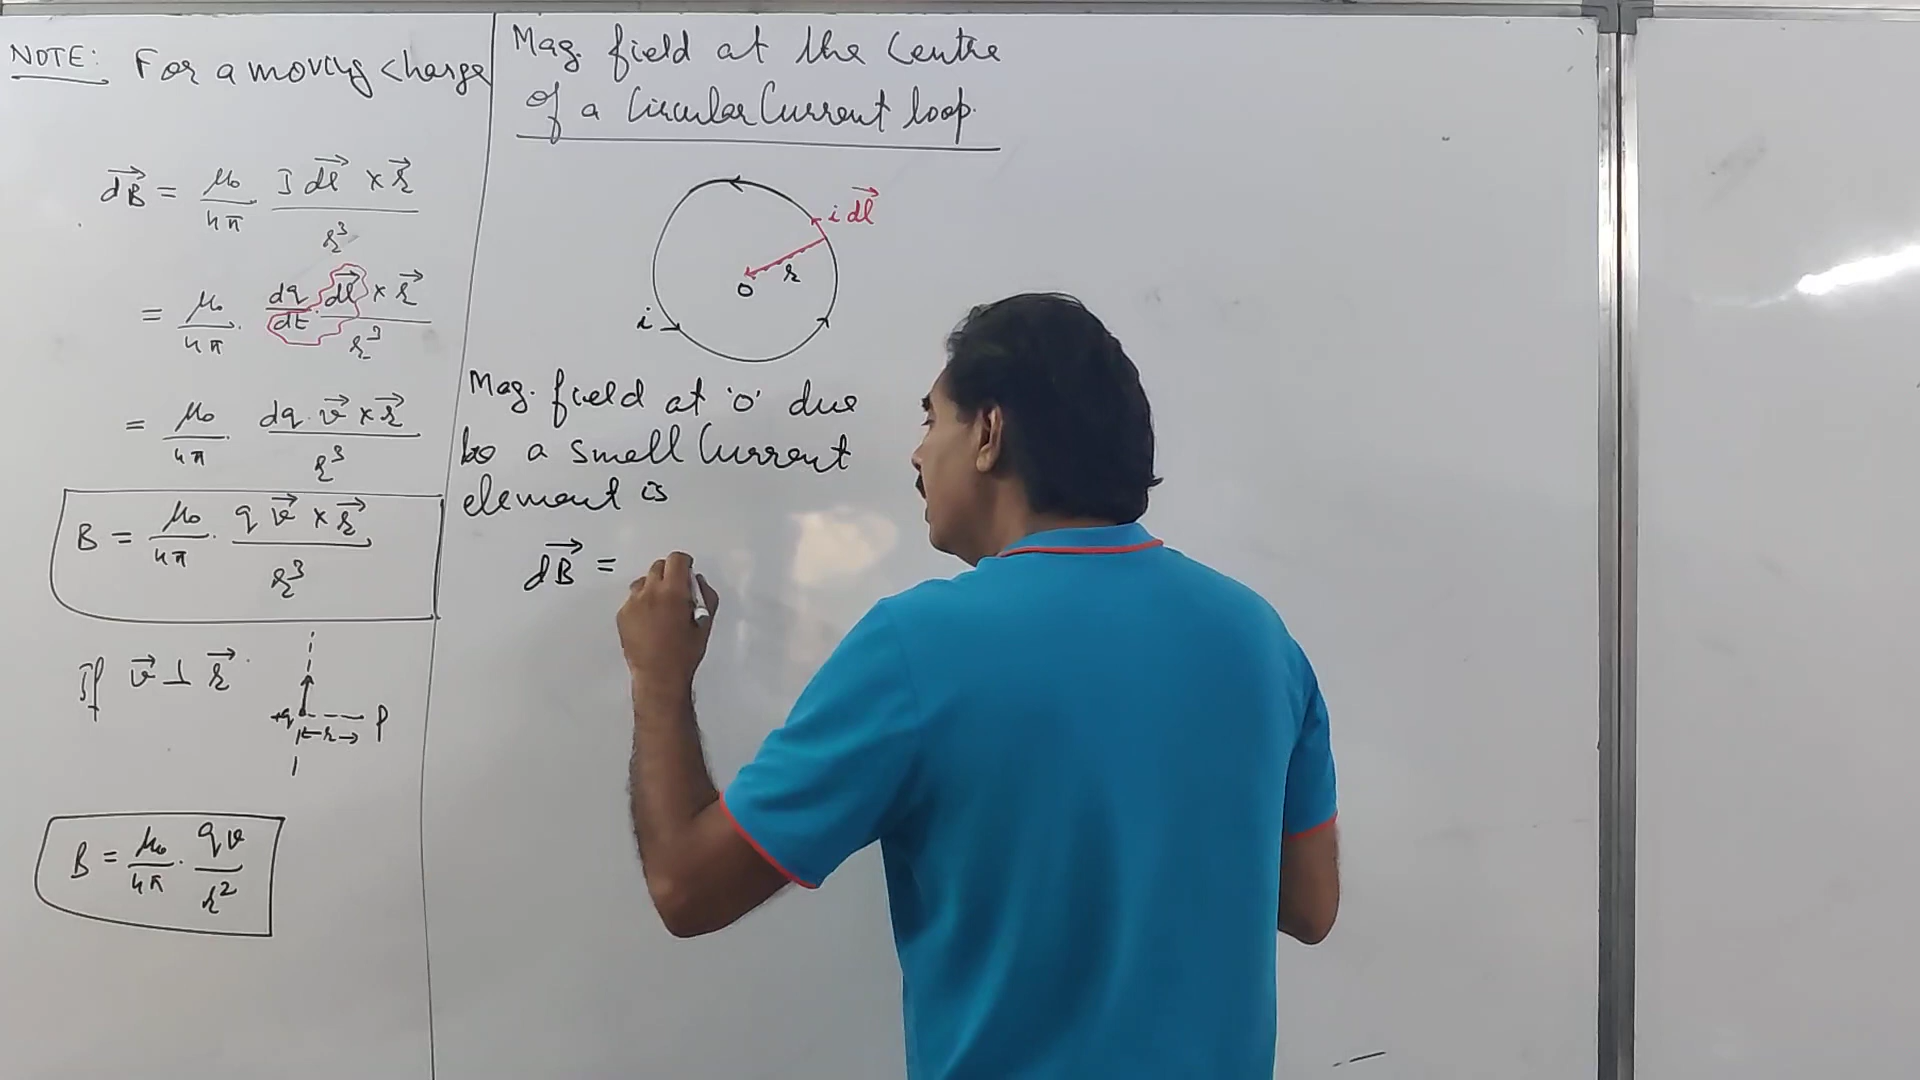 NOTE: For a moving charge
dB⃗ = μ₀/4π I dl⃗ × r⃗ / r³
= μ₀/4π · dq/dt · dl⃗ × r⃗ / r³
= μ₀/4π · dq · v⃗ × r⃗ / r³
B = μ₀/4π · q v⃗ × r⃗ / r³
If v⃗ ⊥ r⃗
+q P
r
B = μ₀/4π · qv/r²
Mag. field at the centre
of a Circular Current loop.
i dl⃗
r
O
i
Mag. field at 'O' due
to a small Current
element is
dB⃗ =